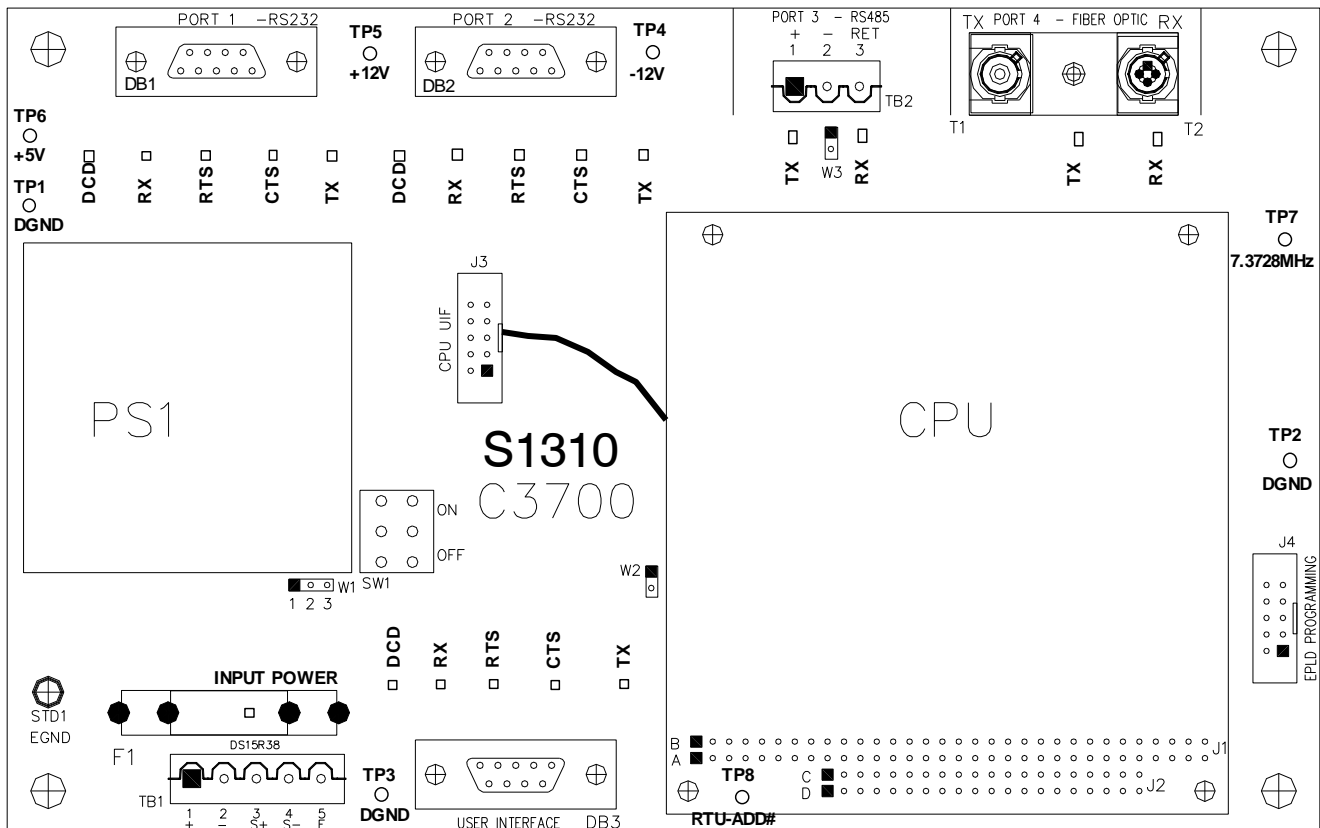 PORT 1 -RS232
PORT 2 -RS232
PORT 3 - RS485
TX PORT 4 - FIBER OPTIC RX
+ - RET
1 2 3
TP5
+12V
TP4
-12V
DB1
DB2
TB2
T1
T2
TP6
+5V
TP1
DGND
DCD
RX
RTS
CTS
TX
DCD
RX
RTS
CTS
TX
TX
W3
RX
TX
RX
TP7
7.3728MHz
J3
CPU UIF
PS1
CPU
S1310
C3700
TP2
DGND
ON
OFF
SW1
W1
1 2 3
W2
J4
EPLD PROGRAMMING
DCD
RX
RTS
CTS
TX
INPUT POWER
STD1
EGND
F1
DS15R38
TB1
1 2 3 4 5
+ - S+ S- E
TP3
DGND
USER INTERFACE DB3
B
A
J1
C
D
J2
TP8
RTU-ADD#